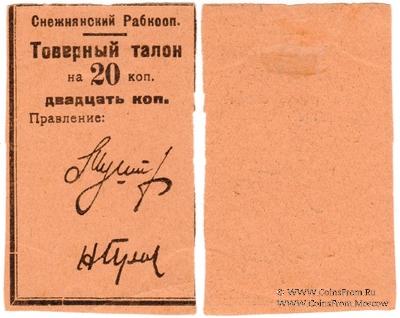 Снежнянский Рабкооп.
Товерный талон
на 20 коп.
двадцать коп.
Правление:
© WWW.CoinsFrom.Ru
WWW.CoinsFrom.Moscow